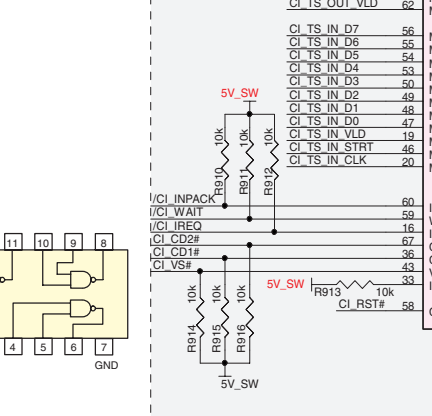 CI_TS_OUT_VLD 62
CI_TS_IN_D7 56
CI_TS_IN_D6 55
CI_TS_IN_D5 54
CI_TS_IN_D4 53
CI_TS_IN_D3 50
CI_TS_IN_D2 49
CI_TS_IN_D1 48
CI_TS_IN_D0 47
CI_TS_IN_VLD 19
CI_TS_IN_STRT 46
CI_TS_IN_CLK 20
5V_SW
10k 10k 10k
R910 R911 R912
/CI_INPACK 60
/CI_WAIT 59
/CI_IREQ 16
CI_CD2# 67
CI_CD1# 36
CI_VS# 43
5V_SW R913 10k 33
CI_RST# 58
10k 10k 10k
R914 R915 R916
5V_SW
11 10 9 8
4 5 6 7
GND